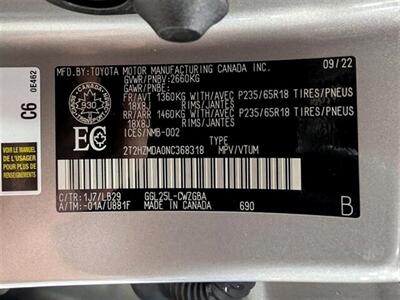 MFD.BY:TOYOTA MOTOR MANUFACTURING CANADA INC. 09/22
GVWR/PNBV:2660KG
GAWR/PNBE:
FR/AVT 1360KG WITH/AVEC P235/65R18 TIRES/PNEUS
18X8J RIMS/JANTES
RR/ARR 1460KG WITH/AVEC P235/65R18 TIRES/PNEUS
18X8J RIMS/JANTES
ICES/NMB-002
TYPE
2T2HZMDA0NC368318 MPV/VTUM
CANADA
930
EC
C/TR:1J7/LB29 GGL25L-CWZGBA
A/TM:-01A/U881F MADE IN CANADA 690
B
0E462
C6
VOIR LE MANUEL
DE L'USAGER
POUR PLUS DE
RENSEIGNEMENTS